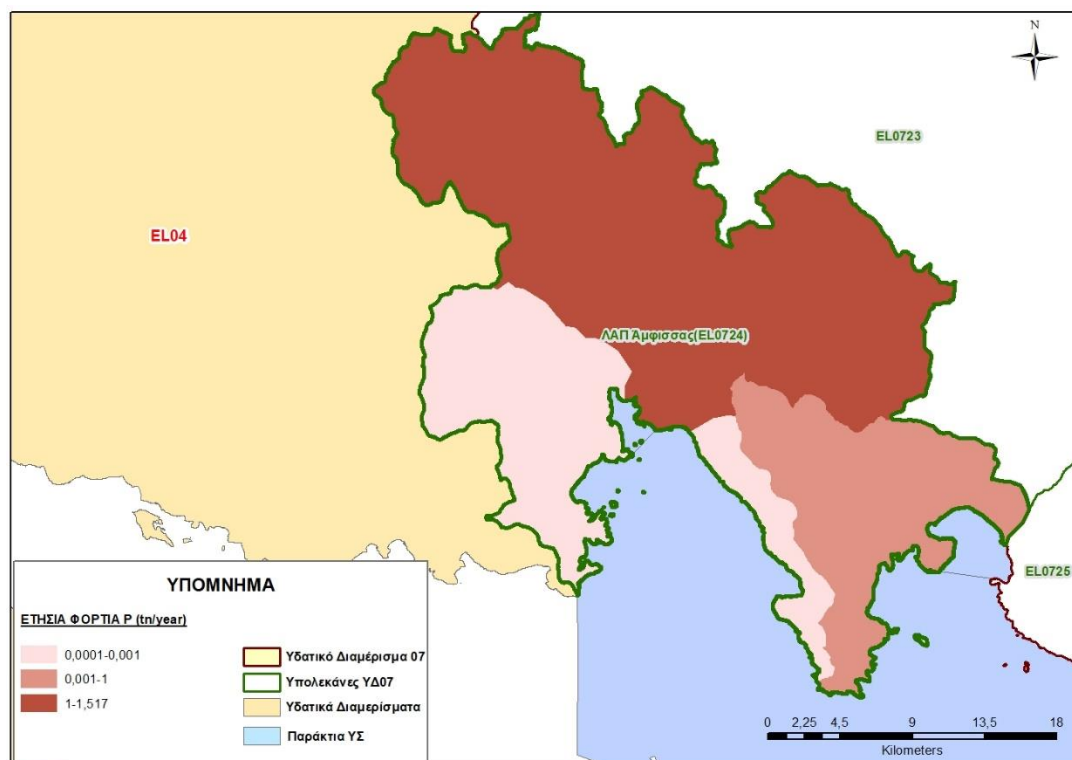 N
EL0723
EL04
ΛΑΠ Άμφισσας(EL0724)
EL0725
ΥΠΟΜΝΗΜΑ
ΕΤΗΣΙΑ ΦΟΡΤΙΑ P (tn/year)
0,0001-0,001
0,001-1
1-1,517
Υδατικό Διαμέρισμα 07
Υπολεκάνες ΥΔ07
Υδατικά Διαμερίσματα
Παράκτια ΥΣ
0 2,25 4,5 9 13,5 18
Kilometers